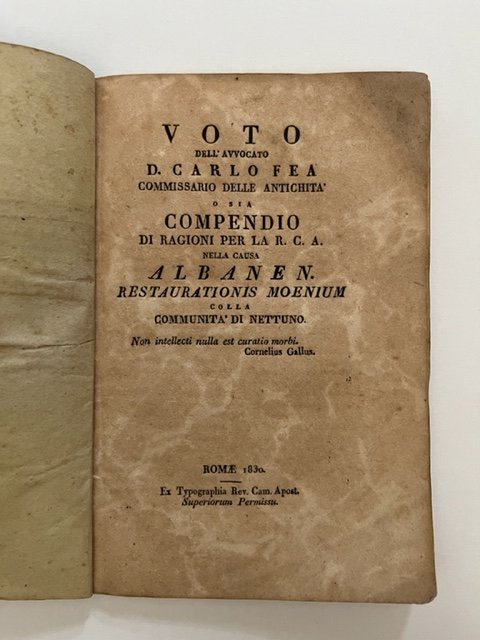 VOTO
DELL' AVVOCATO
D. CARLO FEA
COMMISSARIO DELLE ANTICHITA'
O SIA
COMPENDIO
DI RAGIONI PER LA R. C. A.
NELLA CAUSA
ALBANEN.
RESTAURATIONIS MOENIUM
COLLA
COMMUNITA' DI NETTUNO.
Non intellecti nulla est curatio morbi.
Cornelius Gallus.
ROMÆ 1830.
Ex Typographia Rev. Cam. Apost.
Superiorum Permissu.